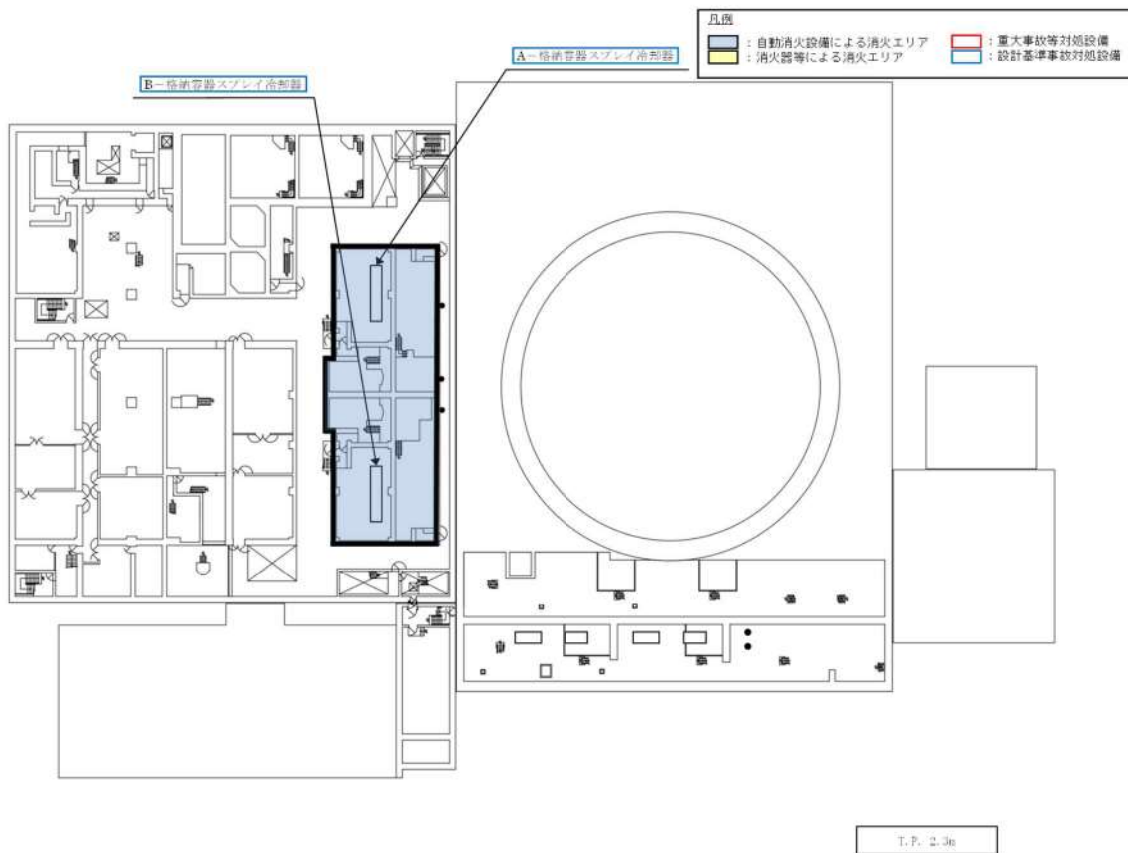 凡例
：自動消火設備による消火エリア
：重大事故等対処設備
：消火器等による消火エリア
：設計基準事故対処設備
A－格納容器スプレイ冷却器
B－格納容器スプレイ冷却器
T.P. 2.3m